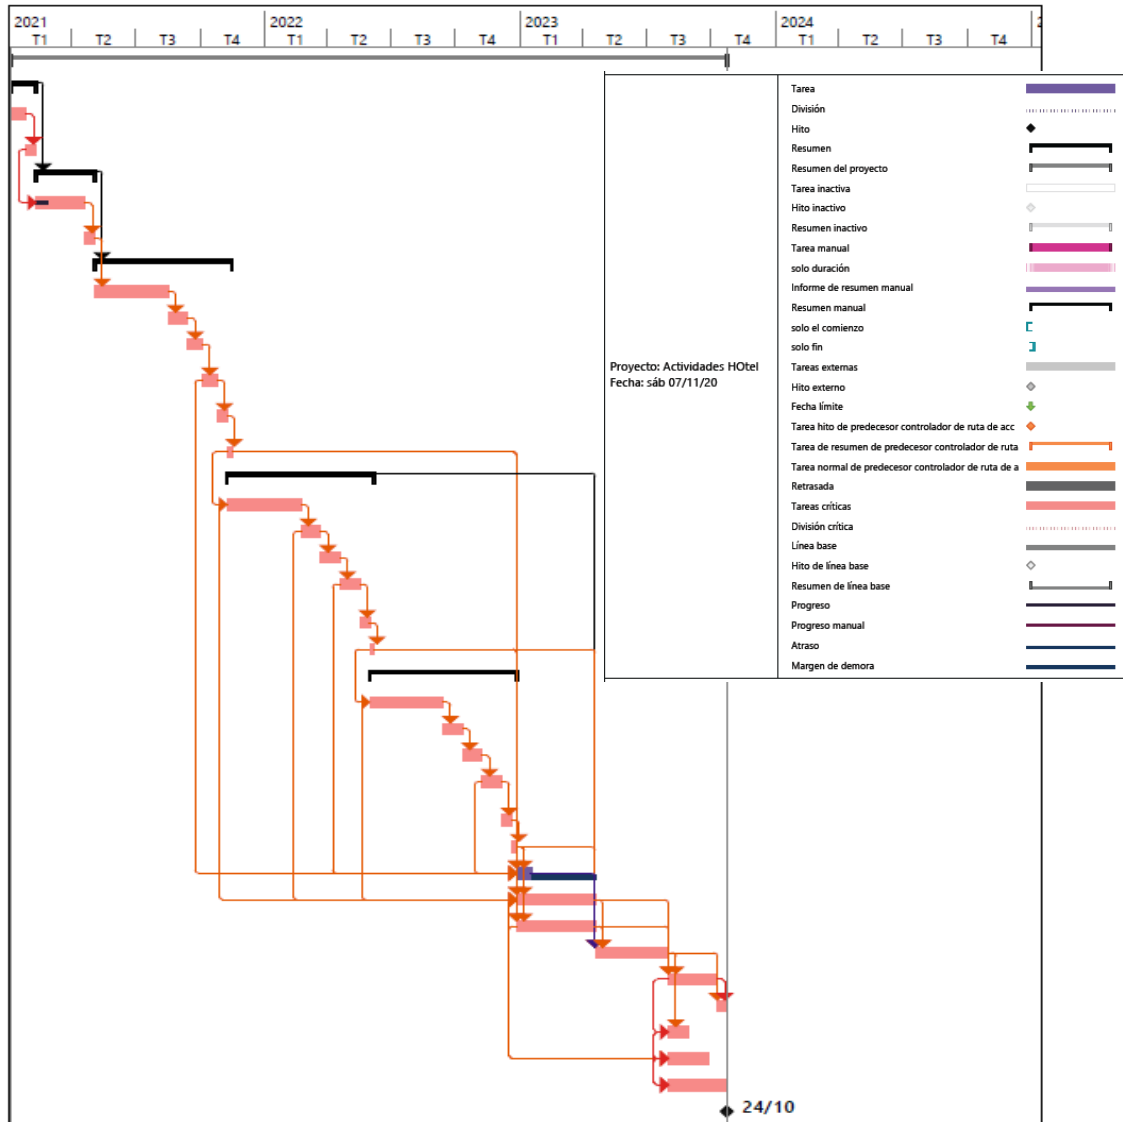 2021 2022 2023 2024
T1 T2 T3 T4 T1 T2 T3 T4 T1 T2 T3 T4 T1 T2 T3 T4
Proyecto: Actividades HOtel
Fecha: sáb 07/11/20
Tarea
División
Hito
Resumen
Resumen del proyecto
Tarea inactiva
Hito inactivo
Resumen inactivo
Tarea manual
solo duración
Informe de resumen manual
Resumen manual
solo el comienzo
solo fin
Tareas externas
Hito externo
Fecha límite
Tarea hito de predecesor controlador de ruta de acc
Tarea de resumen de predecesor controlador de ruta
Tarea normal de predecesor controlador de ruta de a
Retrasada
Tareas críticas
División crítica
Línea base
Hito de línea base
Resumen de línea base
Progreso
Progreso manual
Atraso
Margen de demora
24/10